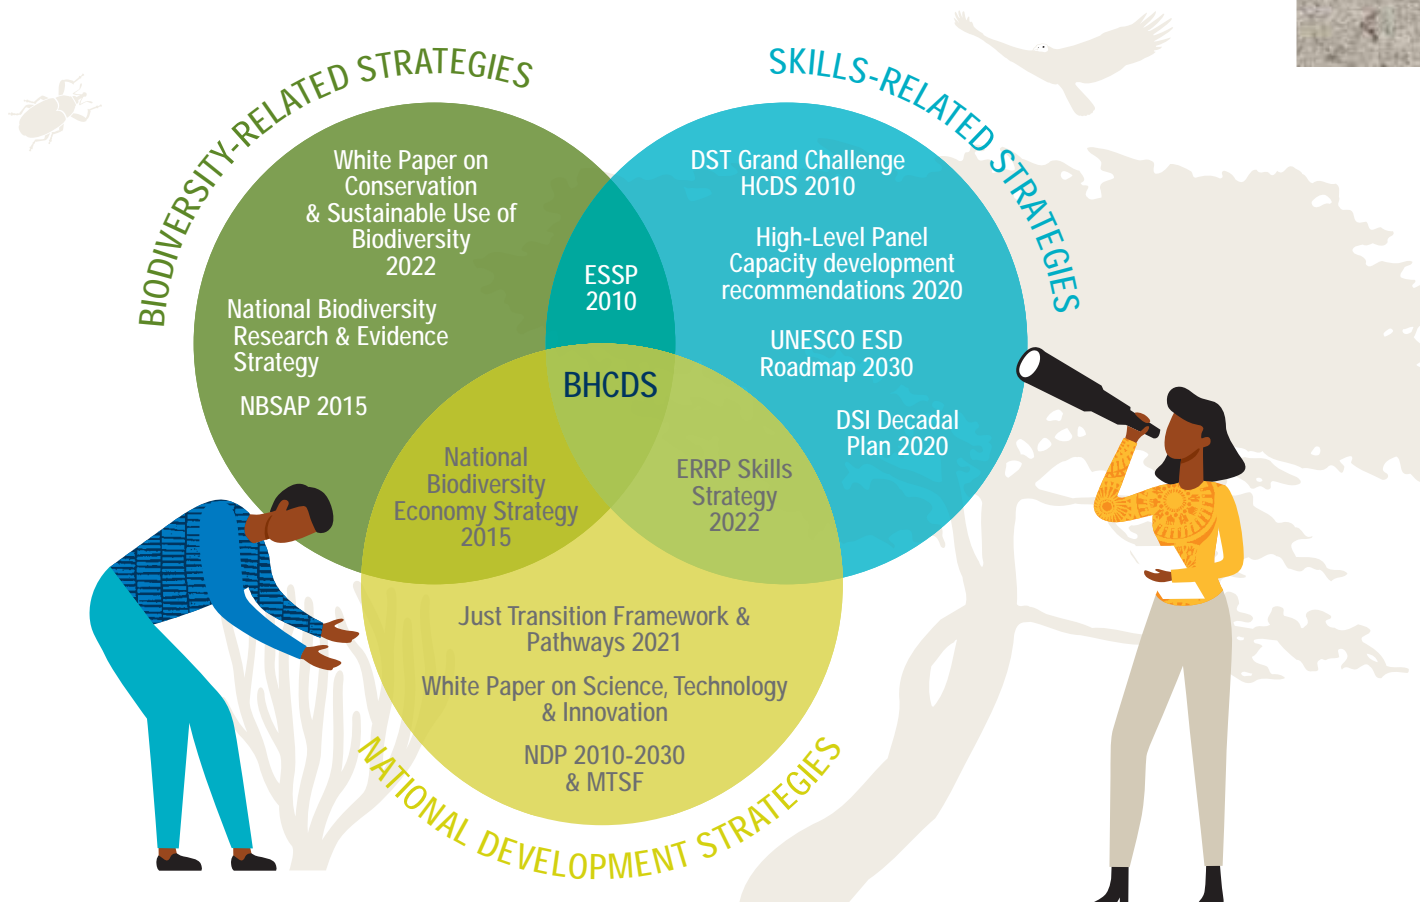 BIODIVERSITY-RELATED STRATEGIES
SKILLS-RELATED STRATEGIES
White Paper on
Conservation
& Sustainable Use of
Biodiversity
2022
National Biodiversity
Research & Evidence
Strategy
NBSAP 2015
ESSP
2010
DST Grand Challenge
HCDS 2010
High-Level Panel
Capacity development
recommendations 2020
UNESCO ESD
Roadmap 2030
DSI Decadal
Plan 2020
BHCDS
National
Biodiversity
Economy Strategy
2015
ERRP Skills
Strategy
2022
Just Transition Framework &
Pathways 2021
White Paper on Science, Technology
& Innovation
NDP 2010-2030
& MTSF
NATIONAL DEVELOPMENT STRATEGIES